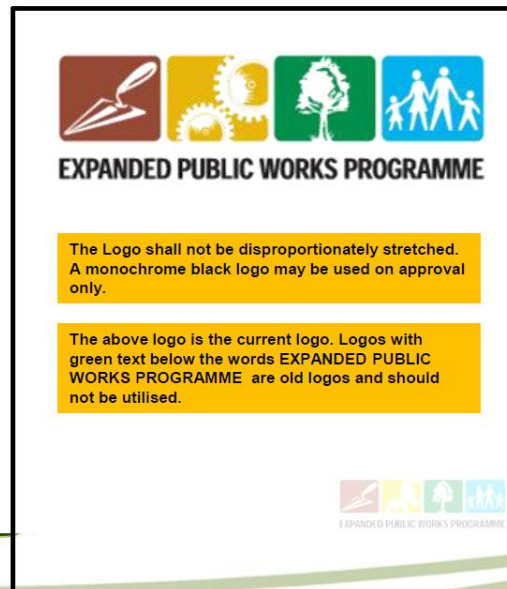 EXPANDED PUBLIC WORKS PROGRAMME
The Logo shall not be disproportionately stretched.
A monochrome black logo may be used on approval
only.
The above logo is the current logo. Logos with
green text below the words EXPANDED PUBLIC
WORKS PROGRAMME are old logos and should
not be utilised.
EXPANDED PUBLIC WORKS PROGRAMME